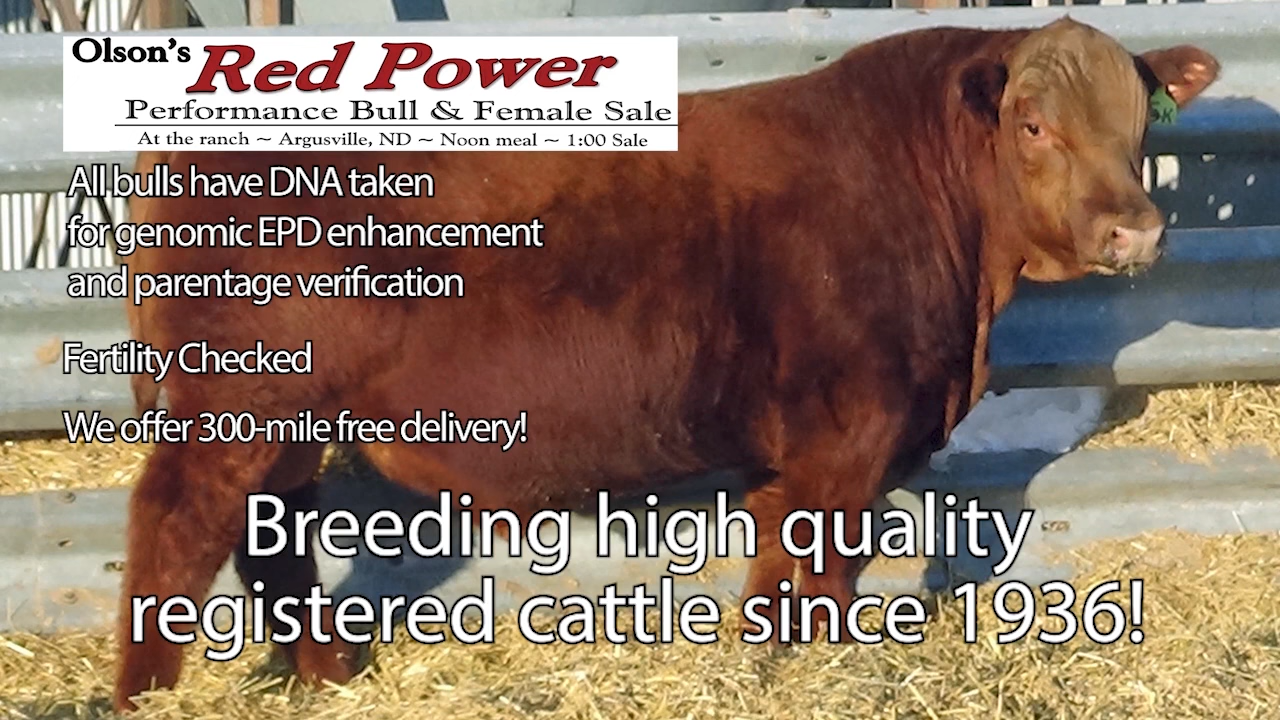 Olson's Red Power
Performance Bull & Female Sale
At the ranch ~ Argusville, ND ~ Noon meal ~ 1:00 Sale
All bulls have DNA taken
for genomic EPD enhancement
and parentage verification
Fertility Checked
We offer 300-mile free delivery!
Breeding high quality
registered cattle since 1936!